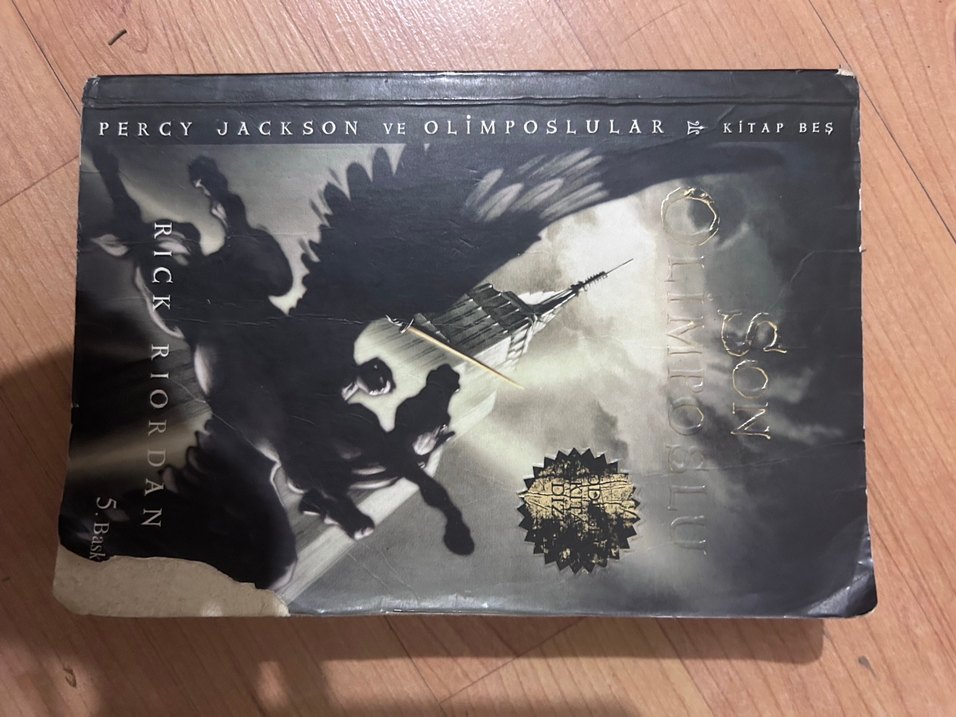 PERCY JACKSON VE OLİMPOSLULAR KİTAP BEŞ
SON
OLİMPOSLU
RICK RIORDAN
5. Bask